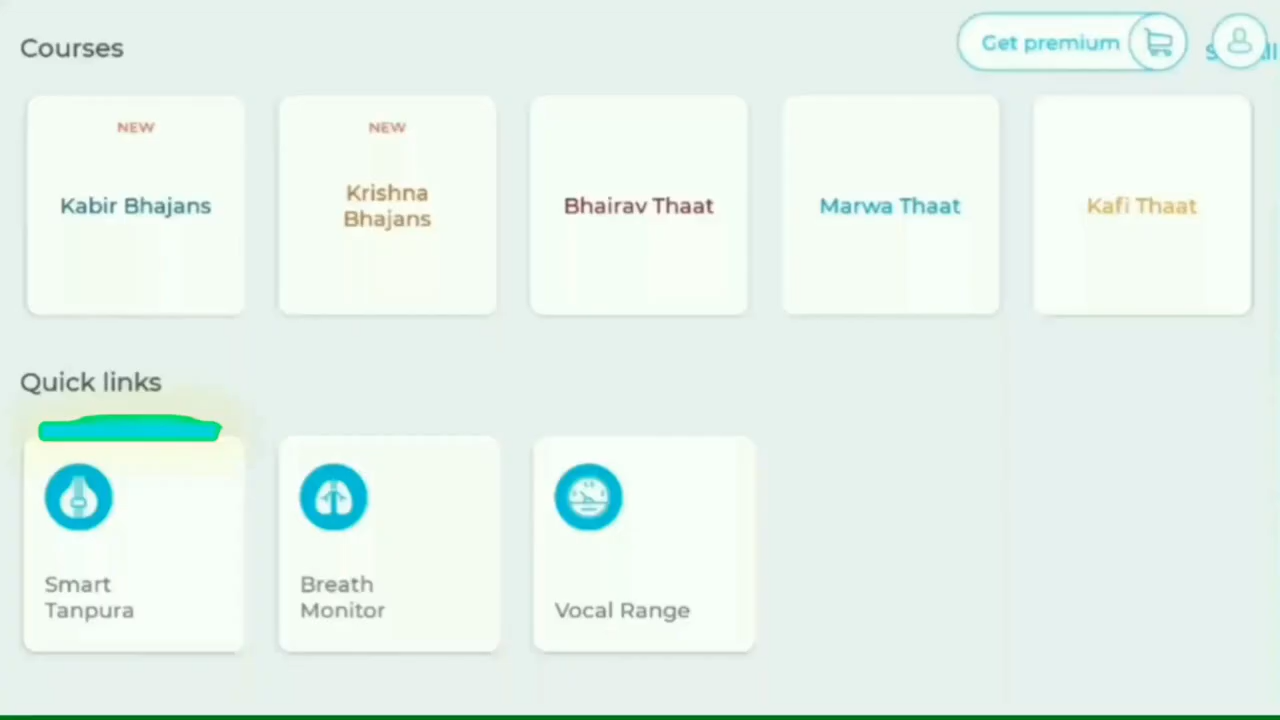 Courses
Get premium
NEW
NEW
Kabir Bhajans
Krishna
Bhajans
Bhairav Thaat
Marwa Thaat
Kafi Thaat
Quick links
Smart
Tanpura
Breath
Monitor
Vocal Range